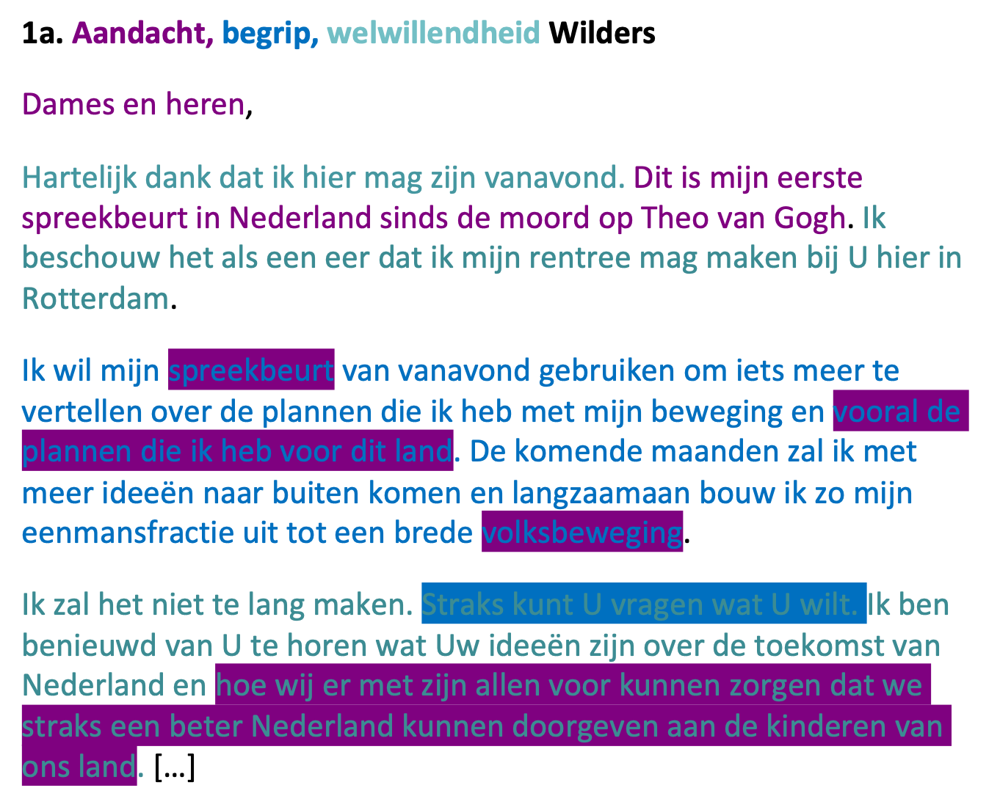 1a. Aandacht, begrip, welwillendheid Wilders
Dames en heren,
Hartelijk dank dat ik hier mag zijn vanavond. Dit is mijn eerste
spreekbeurt in Nederland sinds de moord op Theo van Gogh. Ik
beschouw het als een eer dat ik mijn rentree mag maken bij U hier in
Rotterdam.
Ik wil mijn spreekbeurt van vanavond gebruiken om iets meer te
vertellen over de plannen die ik heb met mijn beweging en vooral de
plannen die ik heb voor dit land. De komende maanden zal ik met
meer ideeën naar buiten komen en langzaamaan bouw ik zo mijn
eenmansfractie uit tot een brede volksbeweging.
Ik zal het niet te lang maken. Straks kunt U vragen wat U wilt. Ik ben
benieuwd van U te horen wat Uw ideeën zijn over de toekomst van
Nederland en hoe wij er met zijn allen voor kunnen zorgen dat we
straks een beter Nederland kunnen doorgeven aan de kinderen van
ons land. [...]